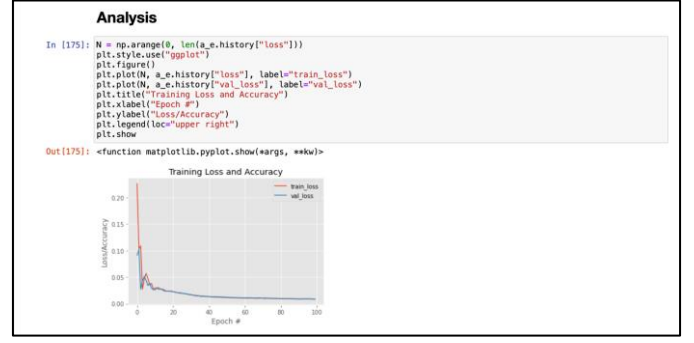 Analysis
In [175]: N = np.arange(0, len(a_e.history["loss"]))
plt.style.use("ggplot")
plt.figure()
plt.plot(N, a_e.history["loss"], label="train_loss")
plt.plot(N, a_e.history["val_loss"], label="val_loss")
plt.title("Training Loss and Accuracy")
plt.xlabel("Epoch #")
plt.ylabel("Loss/Accuracy")
plt.legend(loc="upper right")
plt.show
Out[175]: <function matplotlib.pyplot.show(*args, **kw)>
Training Loss and Accuracy
train_loss
val_loss
0.20
0.15
0.10
0.05
0.00
Loss/Accuracy
0 20 40 60 80 100
Epoch #